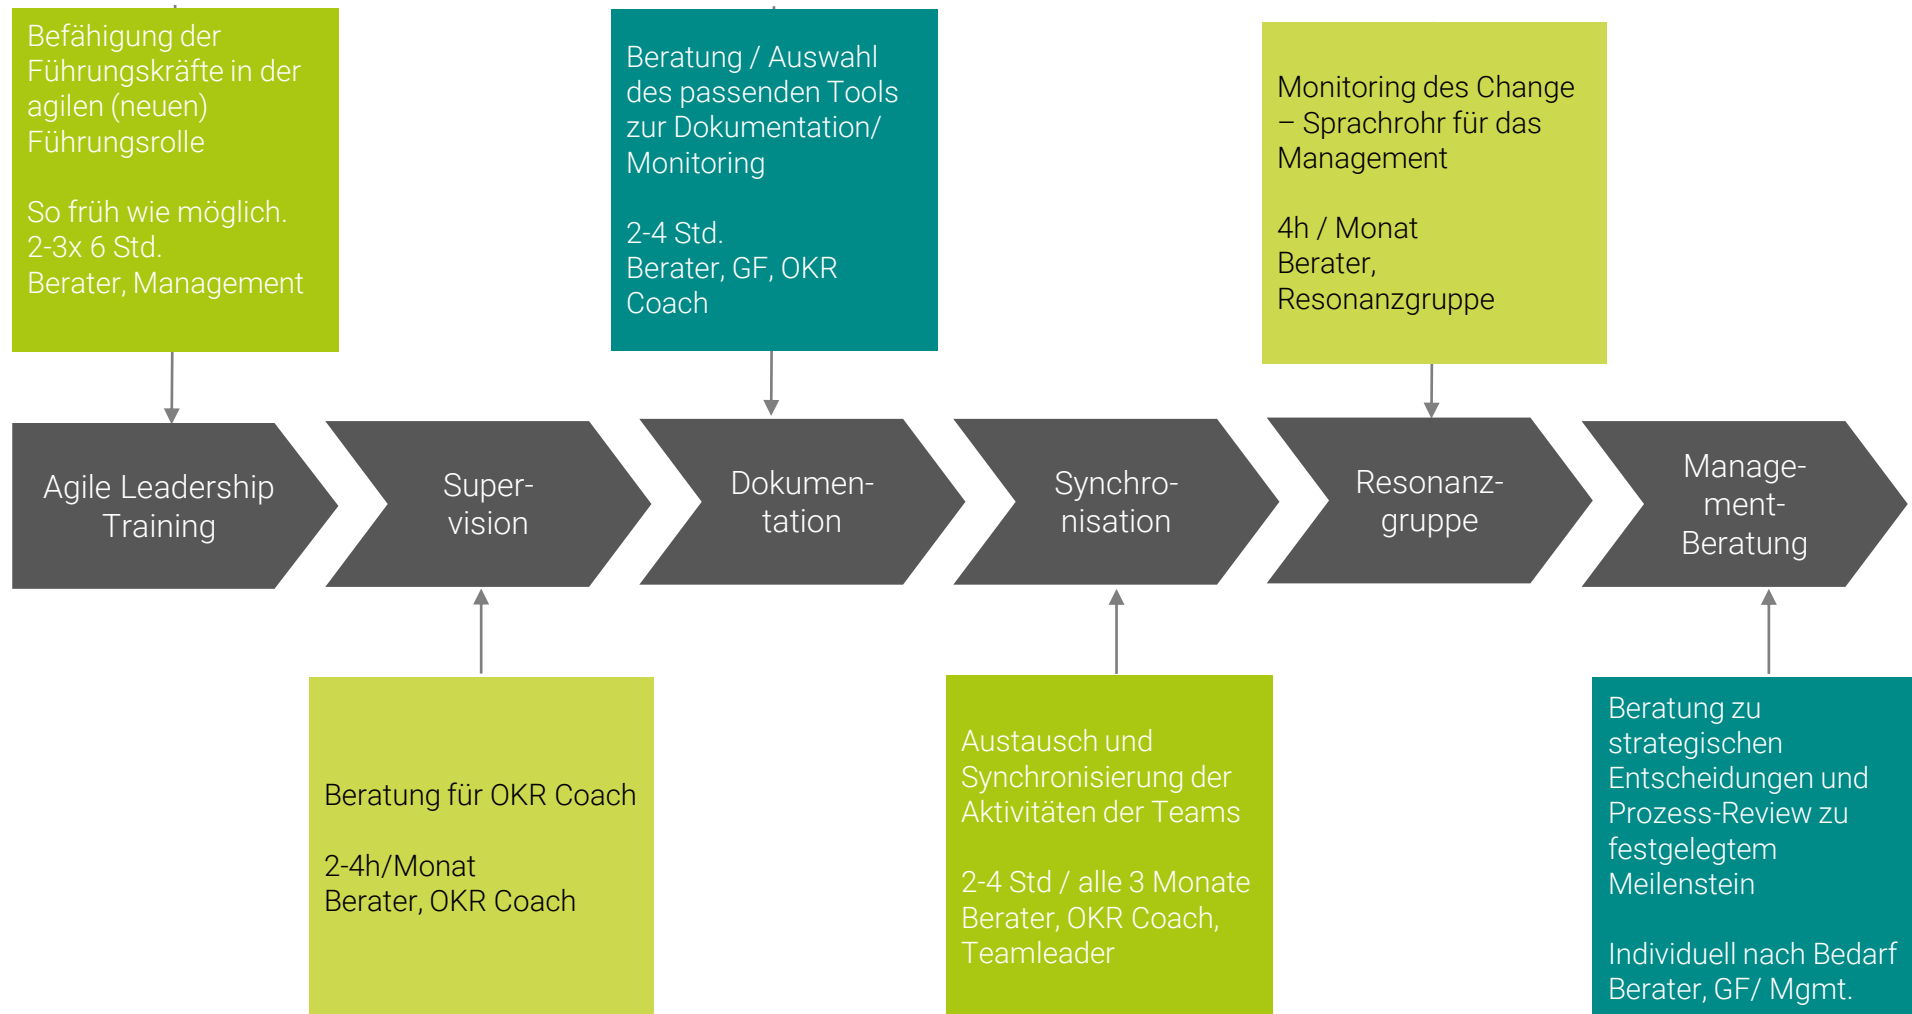 Befähigung der
Führungskräfte in der
agilen (neuen)
Führungsrolle
So früh wie möglich.
2-3x 6 Std.
Berater, Management
Beratung / Auswahl
des passenden Tools
zur Dokumentation/
Monitoring
2-4 Std.
Berater, GF, OKR
Coach
Monitoring des Change
– Sprachrohr für das
Management
4h / Monat
Berater,
Resonanzgruppe
Agile Leadership
Training
Super-
vision
Dokumen-
tation
Synchro-
nisation
Resonanz-
gruppe
Manage-
ment-
Beratung
Beratung für OKR Coach
2-4h/Monat
Berater, OKR Coach
Austausch und
Synchronisierung der
Aktivitäten der Teams
2-4 Std / alle 3 Monate
Berater, OKR Coach,
Teamleader
Beratung zu
strategischen
Entscheidungen und
Prozess-Review zu
festgelegtem
Meilenstein
Individuell nach Bedarf
Berater, GF/ Mgmt.